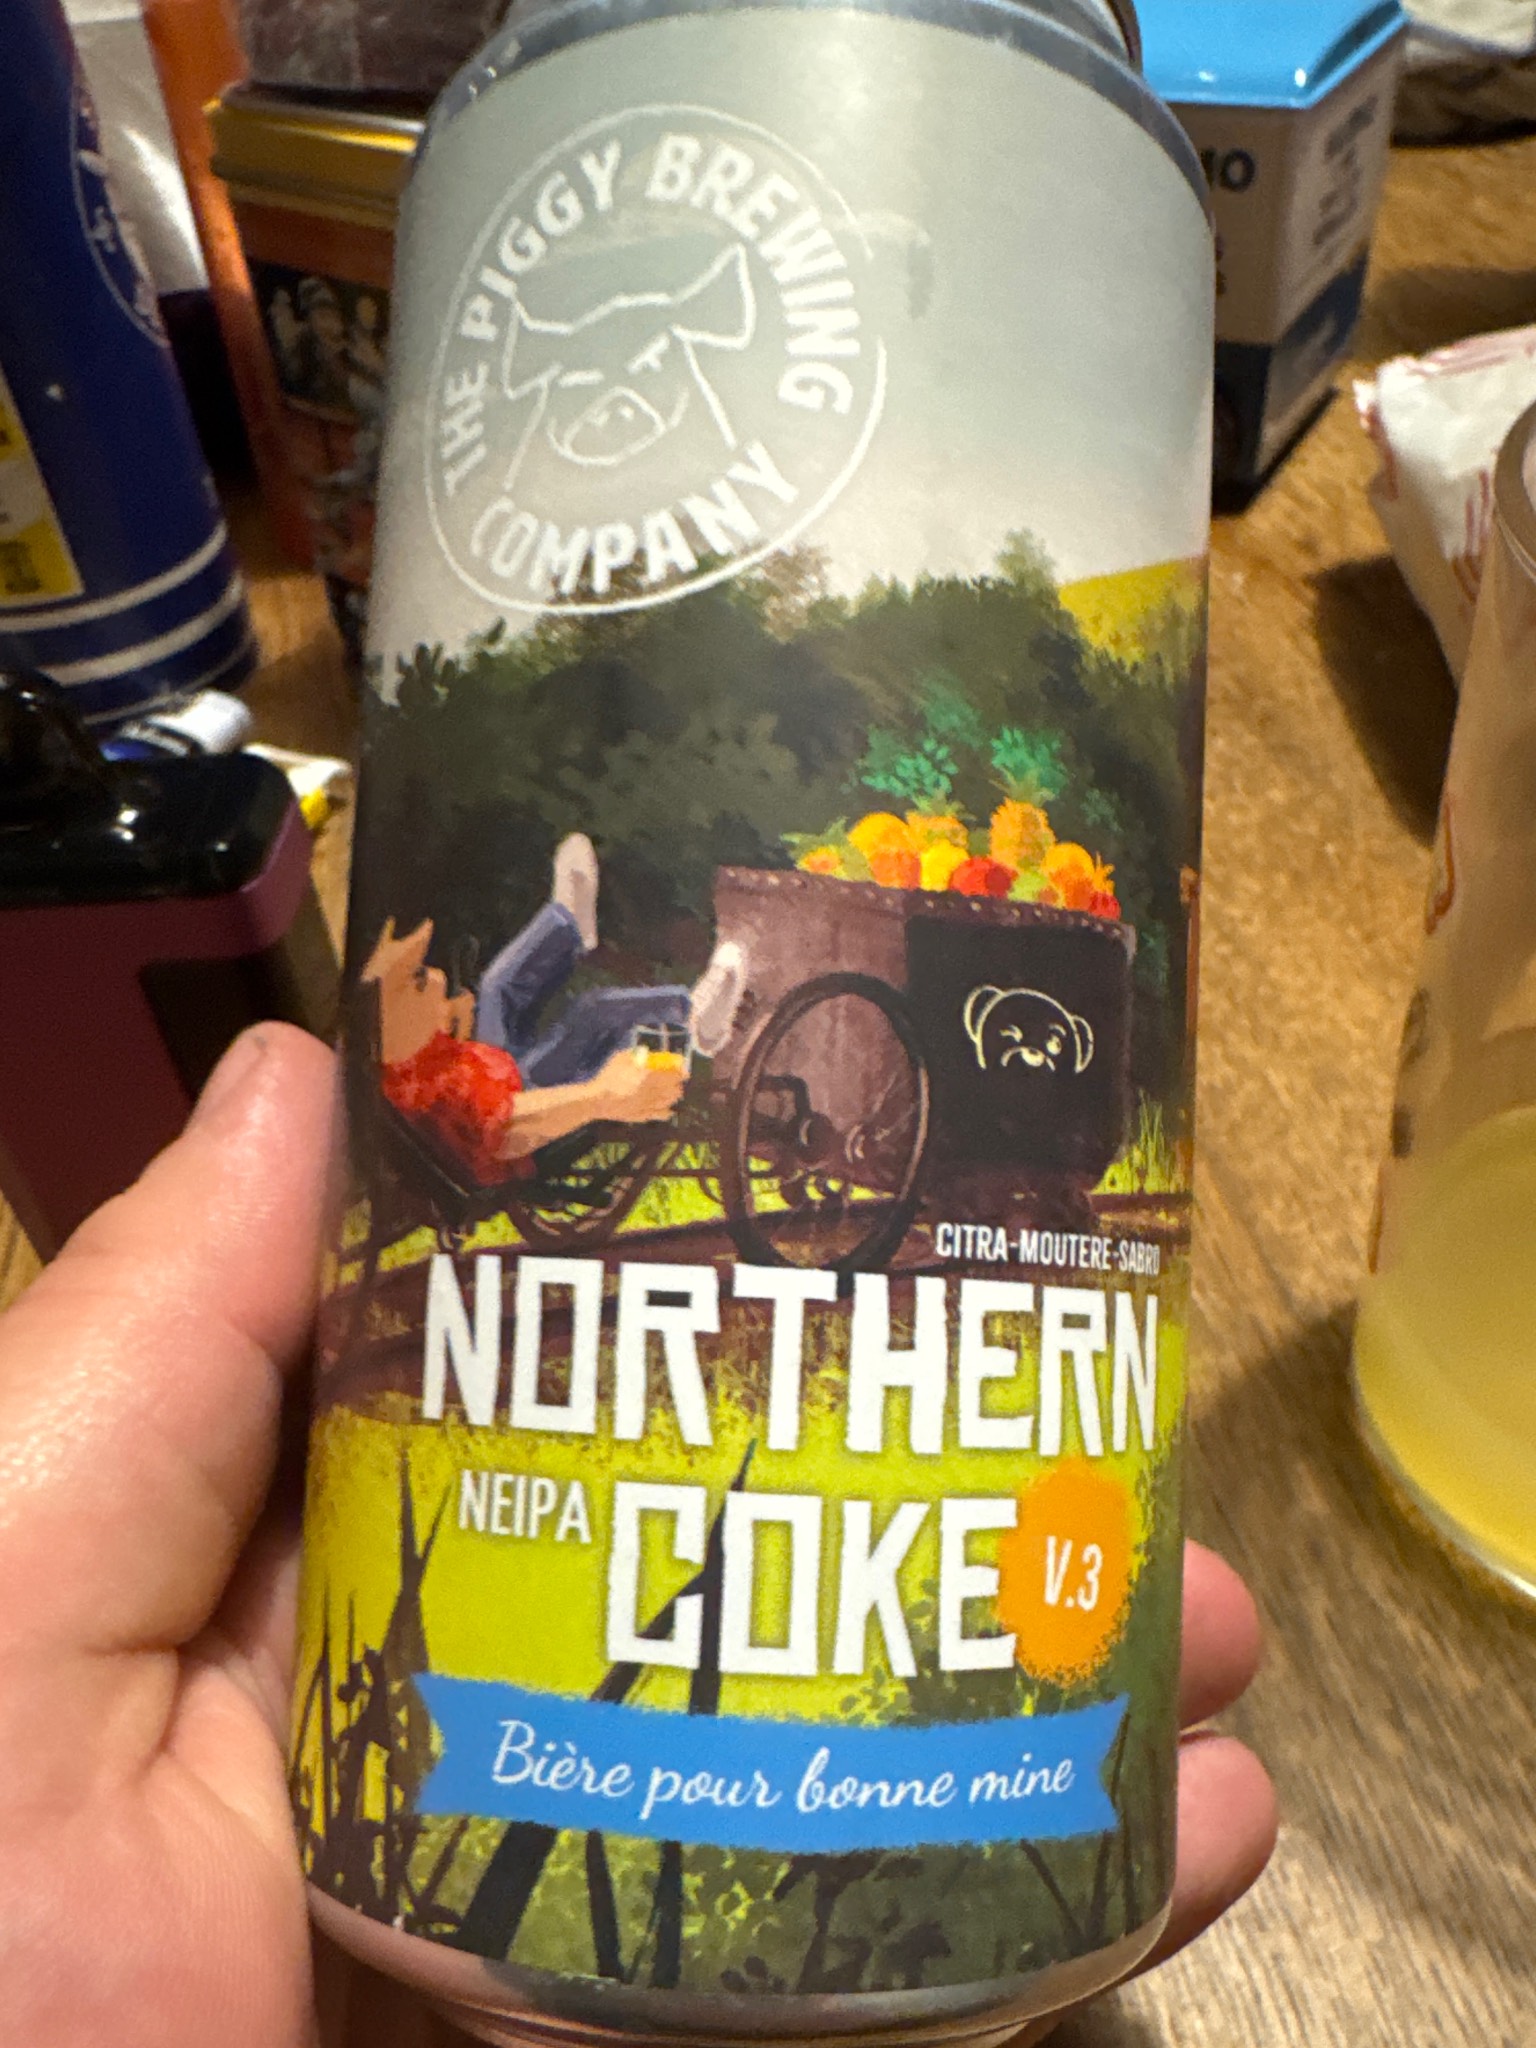 THE PIGGY BREWING
COMPANY
CITRA-MOUTERE-SABRO
NORTHERN
NEIPA COKE V.3
Bière pour bonne mine